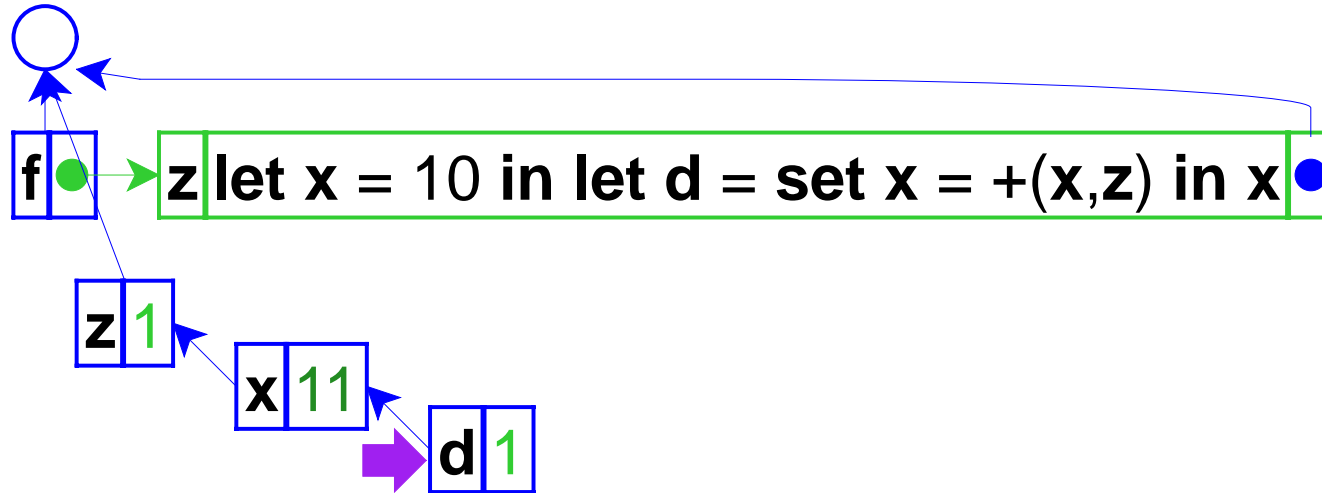 f z let x = 10 in let d = set x = +(x,z) in x
z 1
x 11
d 1